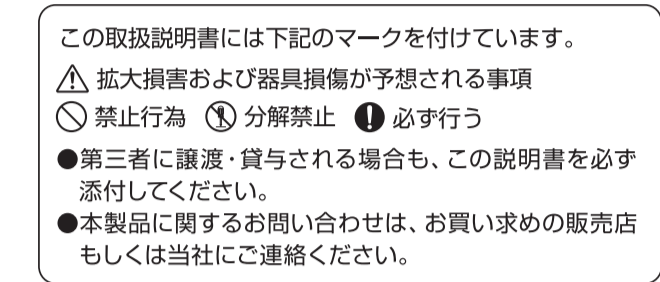 この取扱説明書には下記のマークを付けています。
拡大損害および器具損傷が予想される事項
禁止行為 分解禁止 必ず行う
●第三者に譲渡・貸与される場合も、この説明書を必ず
添付してください。
●本製品に関するお問い合わせは、お買い求めの販売店
もしくは当社にご連絡ください。